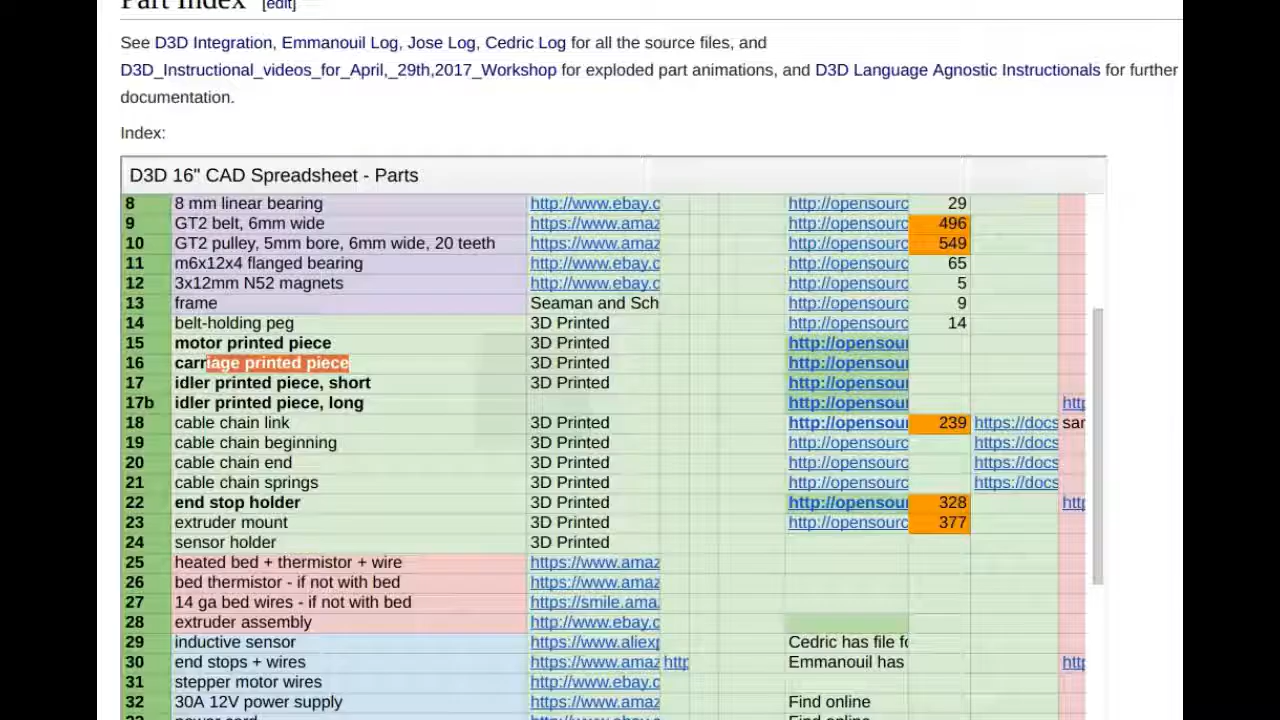 Part Index [edit]
See D3D Integration, Emmanouil Log, Jose Log, Cedric Log for all the source files, and
D3D_Instructional_videos_for_April,_29th,2017_Workshop for exploded part animations, and D3D Language Agnostic Instructionals for further
documentation.
Index:
D3D 16" CAD Spreadsheet - Parts
8 8 mm linear bearing http://www.ebay.c http://opensourc 29
9 GT2 belt, 6mm wide https://www.amaz http://opensourc 496
10 GT2 pulley, 5mm bore, 6mm wide, 20 teeth https://www.amaz http://opensourc 549
11 m6x12x4 flanged bearing http://www.ebay.c http://opensourc 65
12 3x12mm N52 magnets http://www.ebay.c http://opensourc 5
13 frame Seaman and Sch http://opensourc 9
14 belt-holding peg 3D Printed http://opensourc 14
15 motor printed piece 3D Printed http://opensour
16 carriage printed piece 3D Printed http://opensour
17 idler printed piece, short 3D Printed http://opensour
17b idler printed piece, long http://opensour http
18 cable chain link 3D Printed http://opensour 239 https://docs sar
19 cable chain beginning 3D Printed http://opensourc https://docs
20 cable chain end 3D Printed http://opensourc https://docs
21 cable chain springs 3D Printed http://opensourc https://docs
22 end stop holder 3D Printed http://opensour 328 http
23 extruder mount 3D Printed http://opensourc 377
24 sensor holder 3D Printed
25 heated bed + thermistor + wire https://www.amaz
26 bed thermistor - if not with bed https://www.amaz
27 14 ga bed wires - if not with bed https://smile.ama
28 extruder assembly http://www.ebay.c
29 inductive sensor https://www.aliexp Cedric has file fo
30 end stops + wires https://www.amaz http Emmanouil has http
31 stepper motor wires http://www.ebay.c
32 30A 12V power supply https://www.amaz Find online